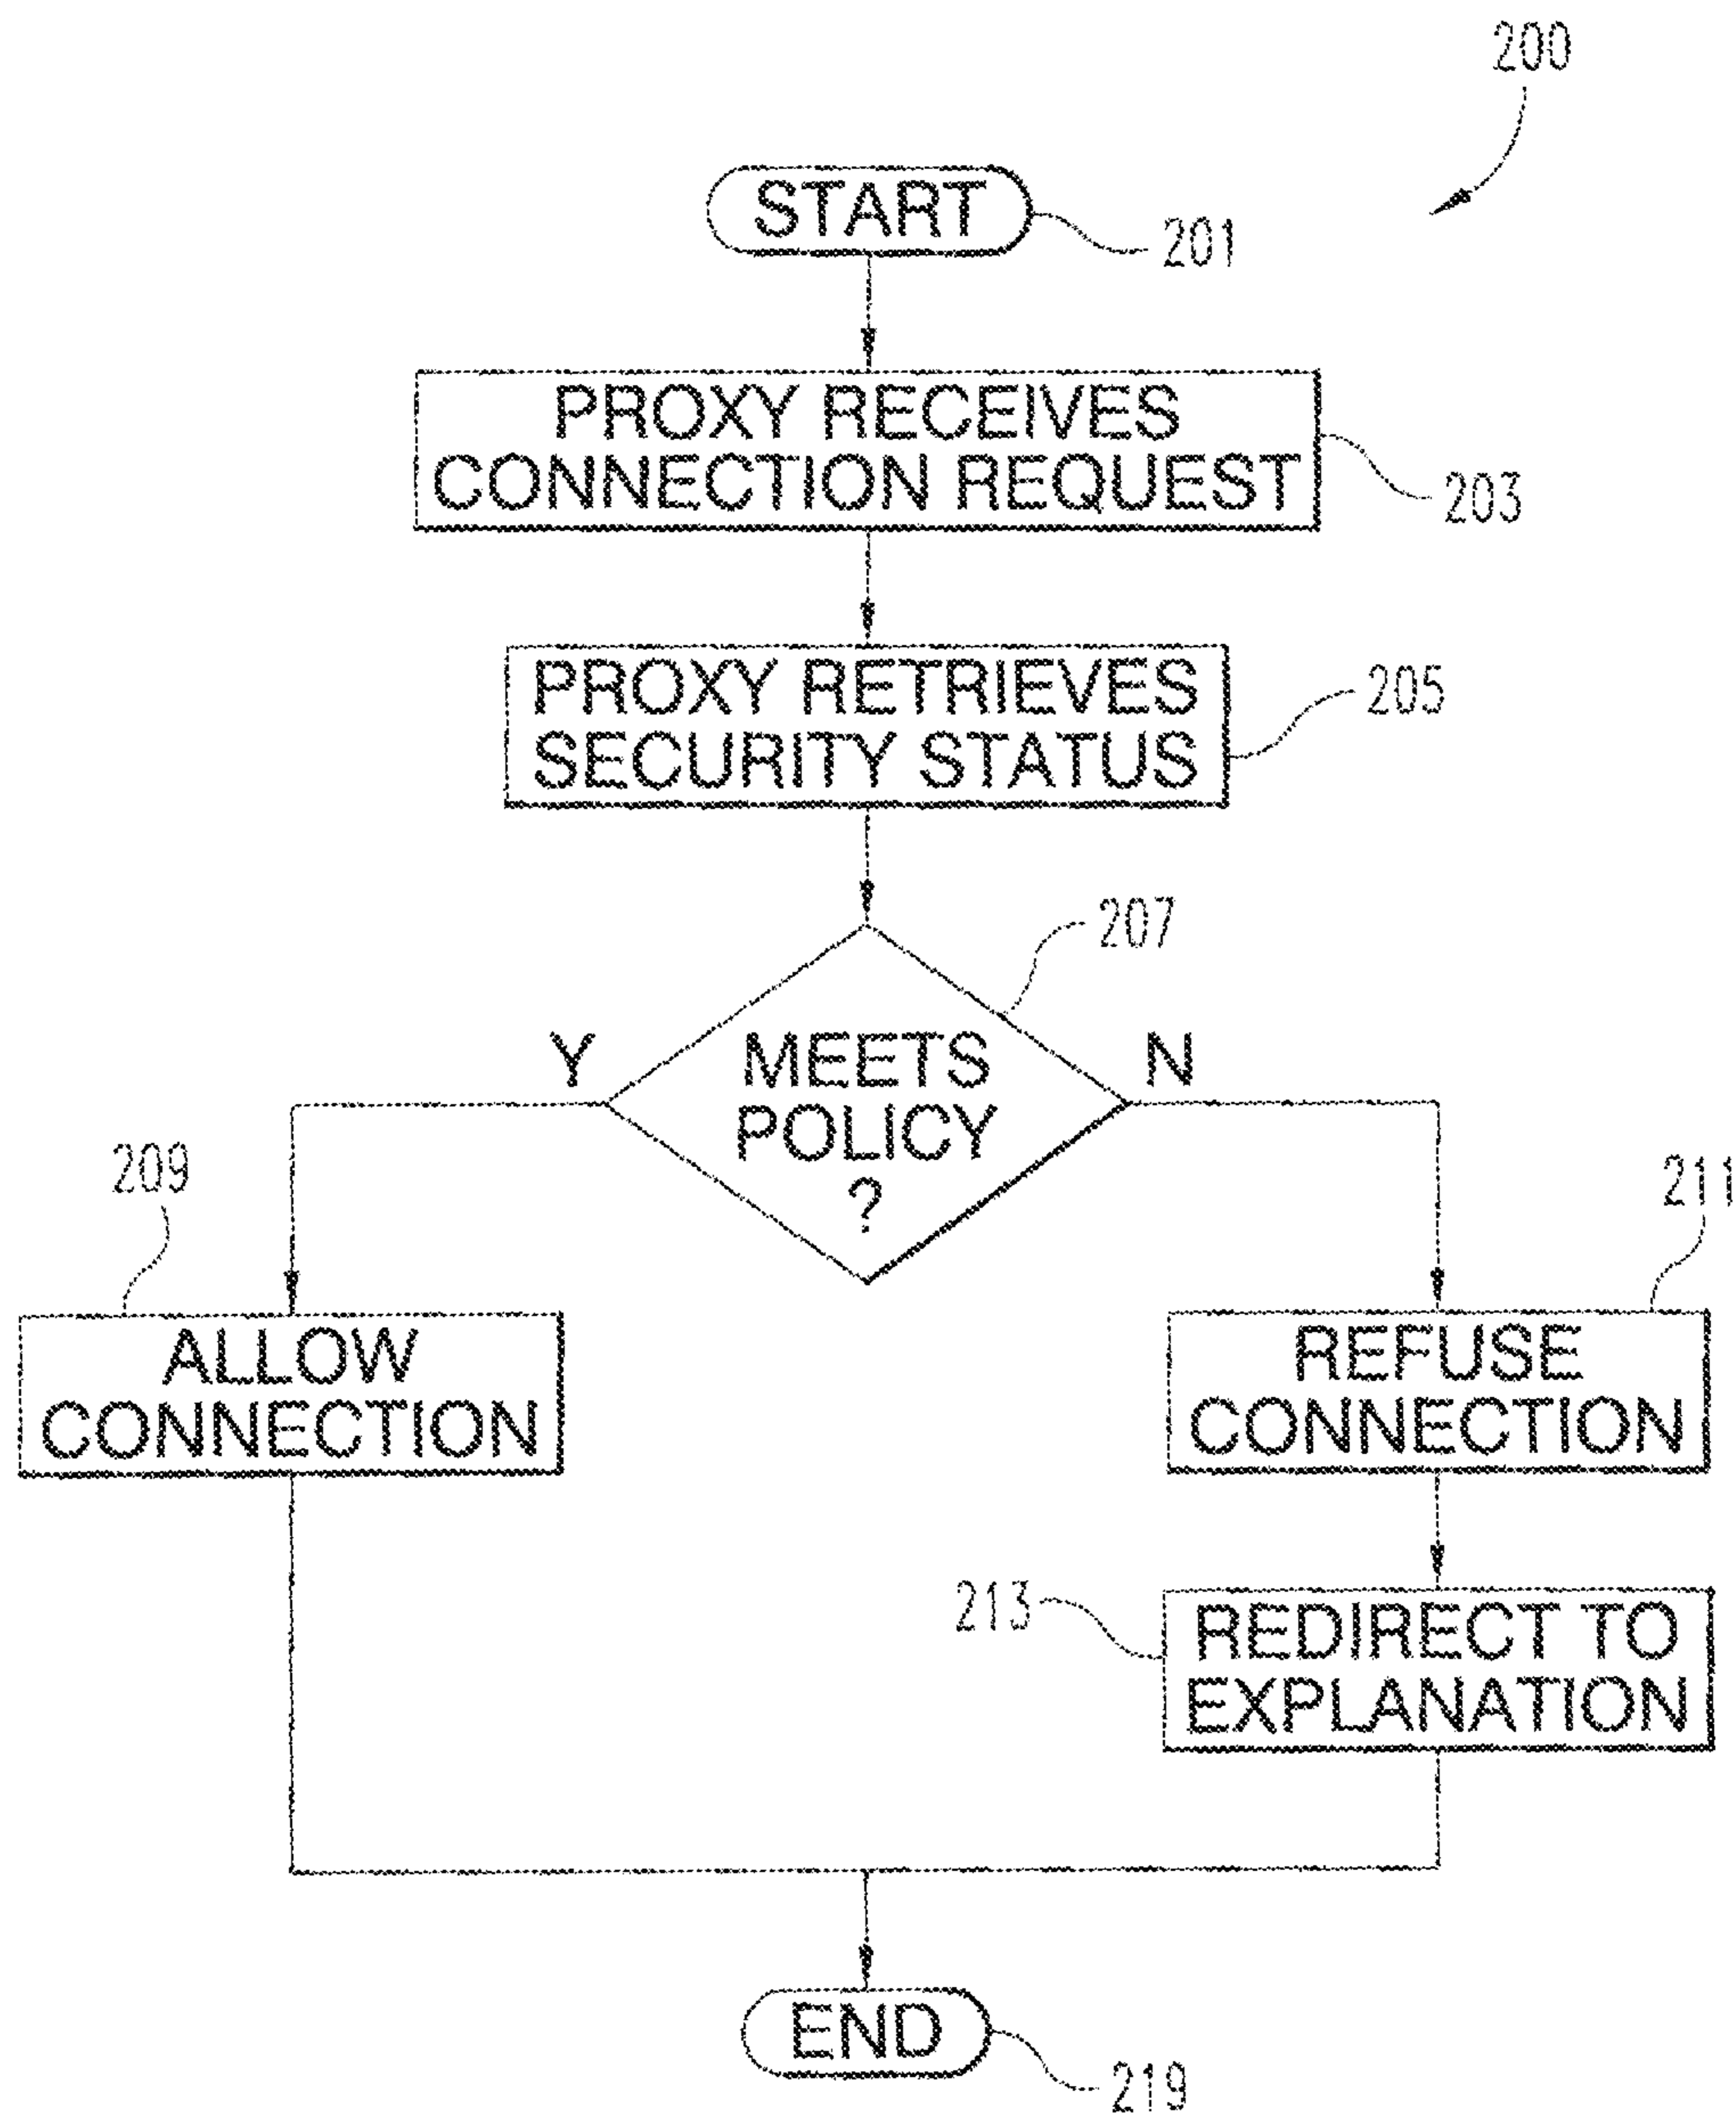 200
START
201
PROXY RECEIVES
CONNECTION REQUEST
203
PROXY RETRIEVES
SECURITY STATUS
205
207
Y
MEETS
POLICY
?
N
209
211
ALLOW
CONNECTION
REFUSE
CONNECTION
213
REDIRECT TO
EXPLANATION
END
219